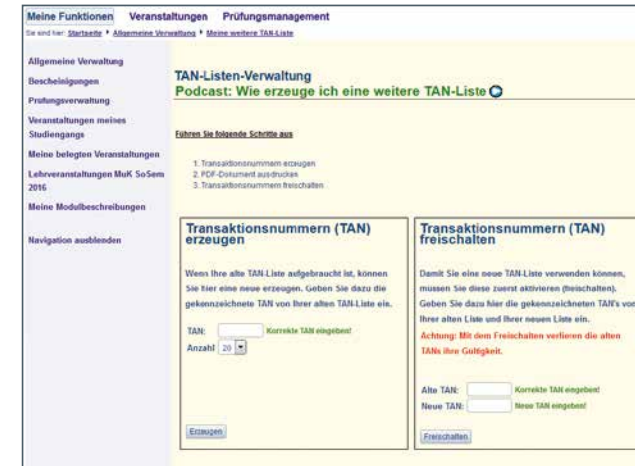 Meine Funktionen Veranstaltungen Prüfungsmanagement
Sie sind hier: Startseite Allgemeine Verwaltung Meine weitere TAN-Liste
Allgemeine Verwaltung
Bescheinigungen
Prüfungsverwaltung
Veranstaltungen meines
Studiengangs
Meine belegten Veranstaltungen
Lehrveranstaltungen MuK SoSem
2016
Meine Modulbeschreibungen
Navigation ausblenden
TAN-Listen-Verwaltung
Podcast: Wie erzeuge ich eine weitere TAN-Liste
Führen Sie folgende Schritte aus
1. Transaktionsnummern erzeugen
2. PDF-Dokument ausdrucken
3. Transaktionsnummern freischalten
Transaktionsnummern (TAN)
erzeugen
Wenn Ihre alte TAN-Liste aufgebraucht ist, können
Sie hier eine neue erzeugen. Geben Sie dazu die
gekennzeichnete TAN von Ihrer alten TAN-Liste ein.
TAN: Korrekte TAN eingeben!
Anzahl 20
Erzeugen
Transaktionsnummern (TAN)
freischalten
Damit Sie eine neue TAN-Liste verwenden können,
müssen Sie diese zuerst aktivieren (freischalten).
Geben Sie dazu hier die gekennzeichneten TAN's von
Ihrer alten Liste und Ihrer neuen Liste ein.
Achtung: Mit dem Freischalten verlieren die alten
TANs ihre Gültigkeit.
Alte TAN: Korrekte TAN eingeben!
Neue TAN: Neue TAN eingeben!
Freischalten